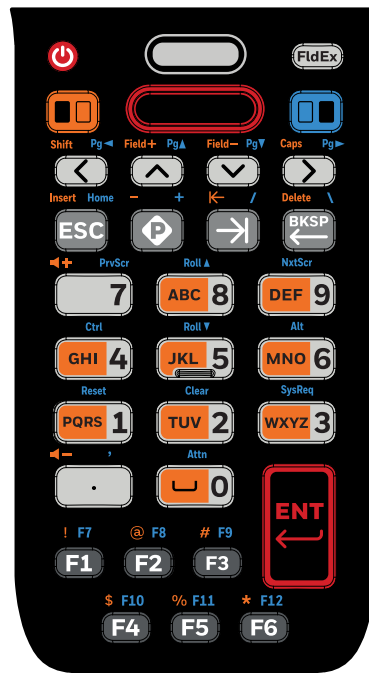 FldEx
Shift Pg◄ Field+ Pg▲ Field− Pg▼ Caps Pg►
Insert Home − + / Delete \
ESC P BKSP
+ PrvScr Roll▲ NxtScr
7 ABC 8 DEF 9
Ctrl Roll▼ Alt
GHI 4 JKL 5 MNO 6
Reset Clear SysReq
PQRS 1 TUV 2 WXYZ 3
− ' Attn
. 0
ENT
! F7 @ F8 # F9
F1 F2 F3
$ F10 % F11 * F12
F4 F5 F6